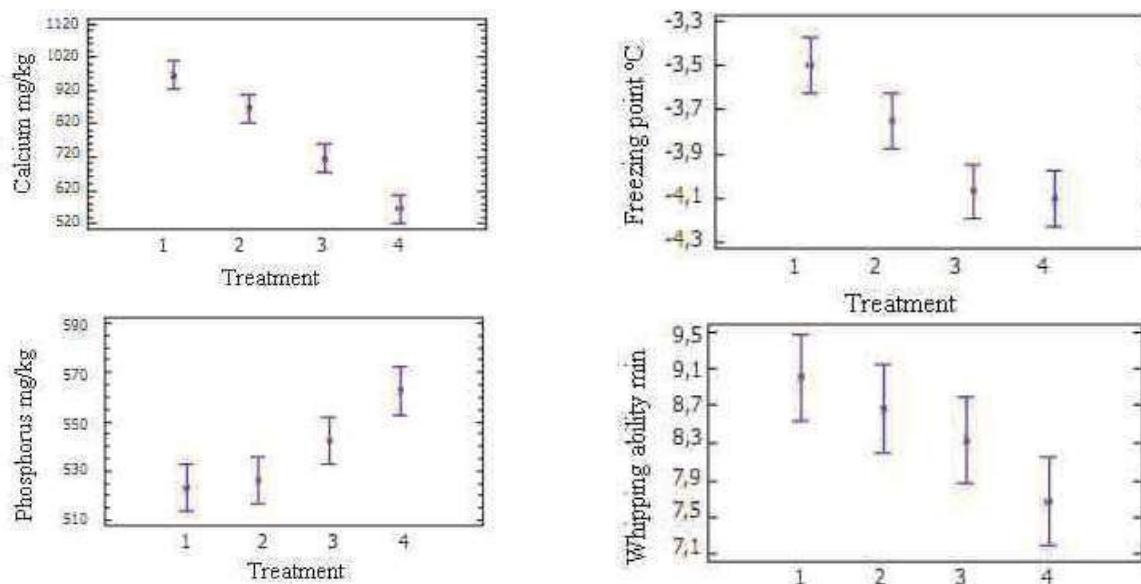 Calcium mg/kg
1120
1020
920
820
720
620
520
1 2 3 4
Treatment
Freezing point °C
-3,3
-3,5
-3,7
-3,9
-4,1
-4,3
1 2 3 4
Treatment
Phosphorus mg/kg
590
570
550
530
510
1 2 3 4
Treatment
Whipping ability min
9,5
9,1
8,7
8,3
7,9
7,5
7,1
1 2 3 4